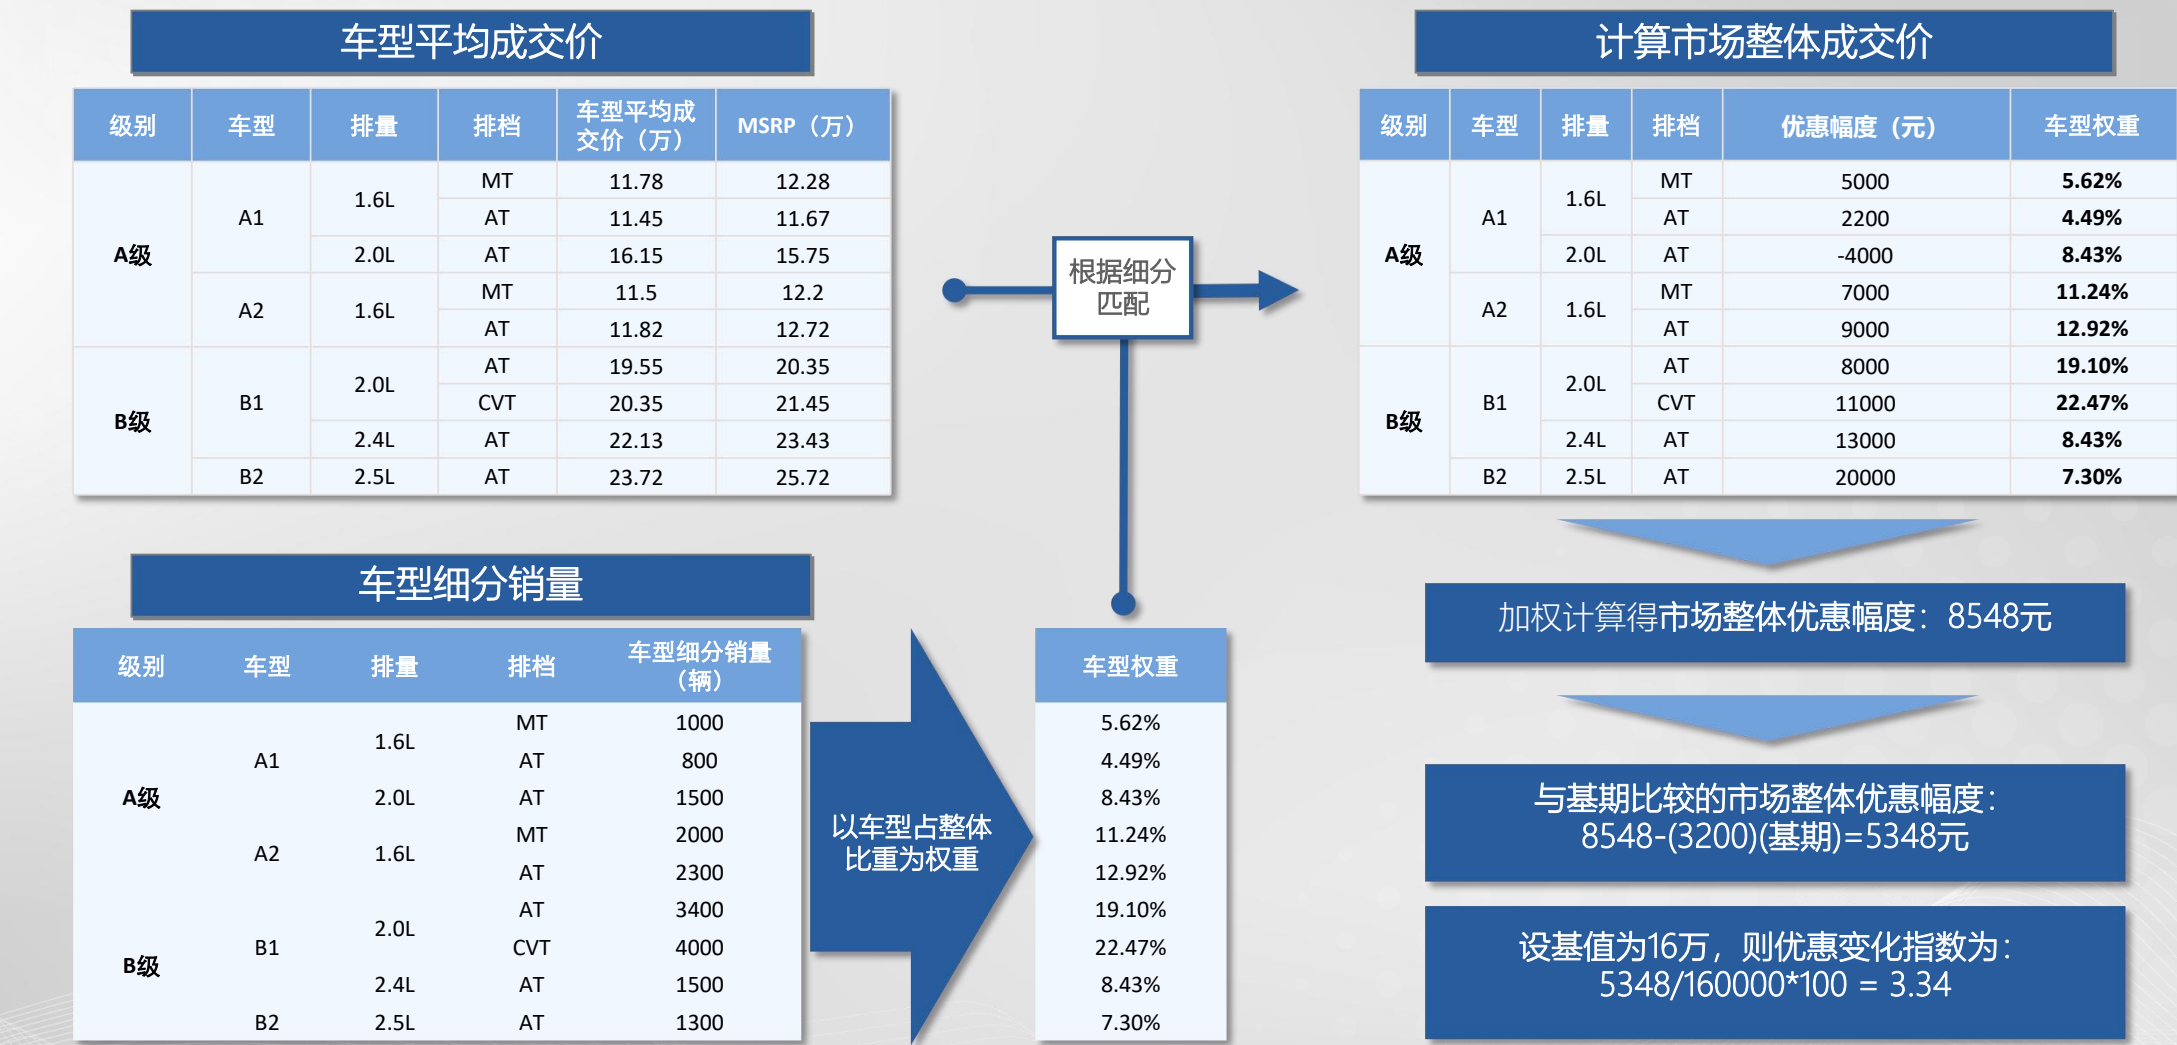 车型平均成交价
级别 车型 排量 排档 车型平均成交价（万） MSRP（万）
A级 A1 1.6L MT 11.78 12.28
AT 11.45 11.67
2.0L AT 16.15 15.75
A2 1.6L MT 11.5 12.2
AT 11.82 12.72
B级 B1 2.0L AT 19.55 20.35
CVT 20.35 21.45
2.4L AT 22.13 23.43
B2 2.5L AT 23.72 25.72
车型细分销量
级别 车型 排量 排档 车型细分销量（辆）
A级 A1 1.6L MT 1000
AT 800
2.0L AT 1500
A2 1.6L MT 2000
AT 2300
B级 B1 2.0L AT 3400
CVT 4000
2.4L AT 1500
B2 2.5L AT 1300
以车型占整体
比重为权重
车型权重
5.62%
4.49%
8.43%
11.24%
12.92%
19.10%
22.47%
8.43%
7.30%
根据细分
匹配
计算市场整体成交价
级别 车型 排量 排档 优惠幅度（元） 车型权重
A级 A1 1.6L MT 5000 5.62%
AT 2200 4.49%
2.0L AT -4000 8.43%
A2 1.6L MT 7000 11.24%
AT 9000 12.92%
B级 B1 2.0L AT 8000 19.10%
CVT 11000 22.47%
2.4L AT 13000 8.43%
B2 2.5L AT 20000 7.30%
加权计算得市场整体优惠幅度：8548元
与基期比较的市场整体优惠幅度：
8548-(3200)(基期)=5348元
设基值为16万，则优惠变化指数为：
5348/160000*100 = 3.34